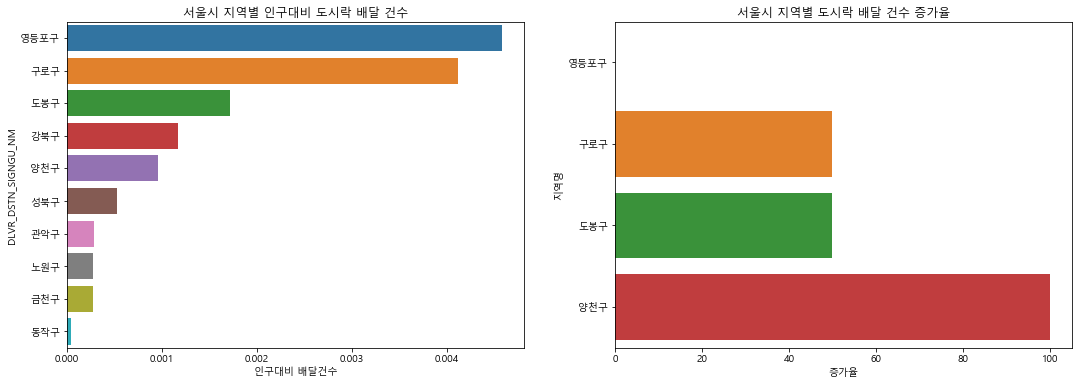 서울시 지역별 인구대비 도시락 배달 건수
DLVR_DSTN_SIGNGU_NM
영등포구
구로구
도봉구
강북구
양천구
성북구
관악구
노원구
금천구
동작구
0.000 0.001 0.002 0.003 0.004
인구대비 배달건수
서울시 지역별 도시락 배달 건수 증가율
지역명
영등포구
구로구
도봉구
양천구
0 20 40 60 80 100
증가율